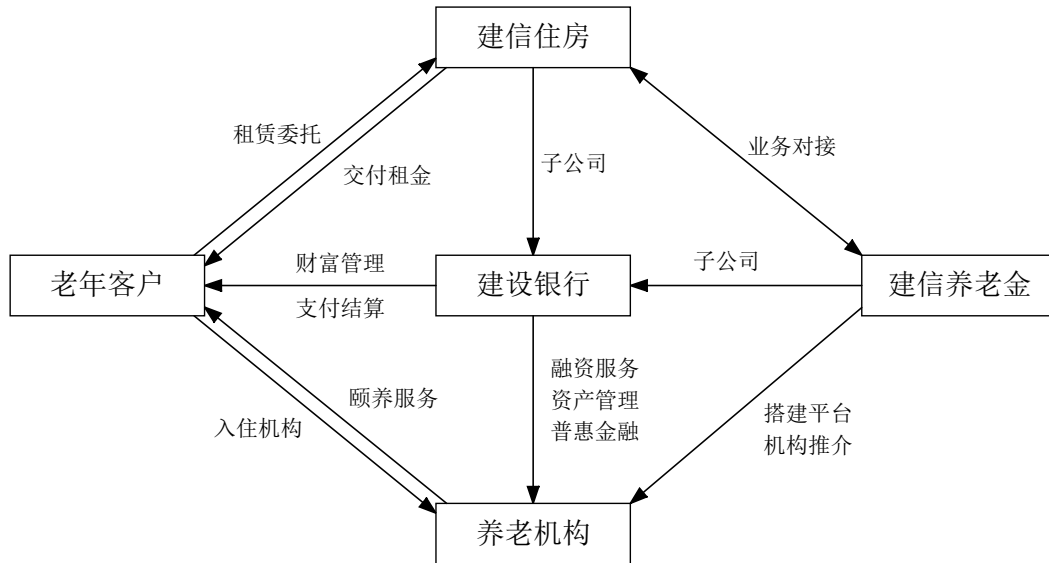 建信住房
租赁委托
业务对接
交付租金
子公司
子公司
财富管理
老年客户
建设银行
建信养老金
支付结算
融资服务
颐养服务
资产管理
搭建平台
入住机构
普惠金融
机构推介
养老机构